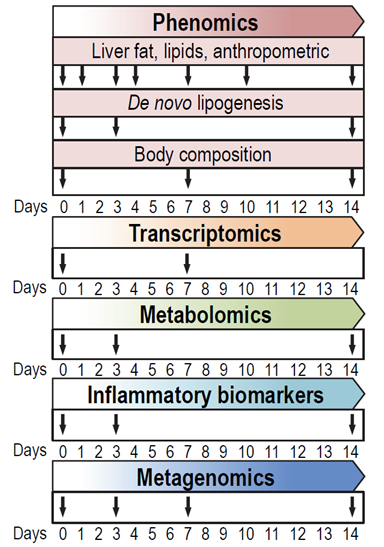 Phenomics
Liver fat, lipids, anthropometric
De novo lipogenesis
Body composition
Days 0 1 2 3 4 5 6 7 8 9 10 11 12 13 14
Transcriptomics
Days 0 1 2 3 4 5 6 7 8 9 10 11 12 13 14
Metabolomics
Days 0 1 2 3 4 5 6 7 8 9 10 11 12 13 14
Inflammatory biomarkers
Days 0 1 2 3 4 5 6 7 8 9 10 11 12 13 14
Metagenomics
Days 0 1 2 3 4 5 6 7 8 9 10 11 12 13 14